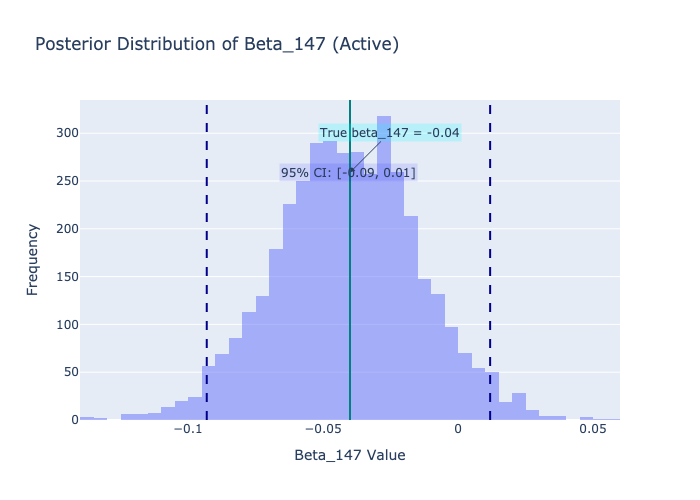 Posterior Distribution of Beta_147 (Active)
300
True beta_147 = -0.04
95% CI: [-0.09, 0.01]
250
200
150
100
50
0
Frequency
−0.1
−0.05
0
0.05
Beta_147 Value